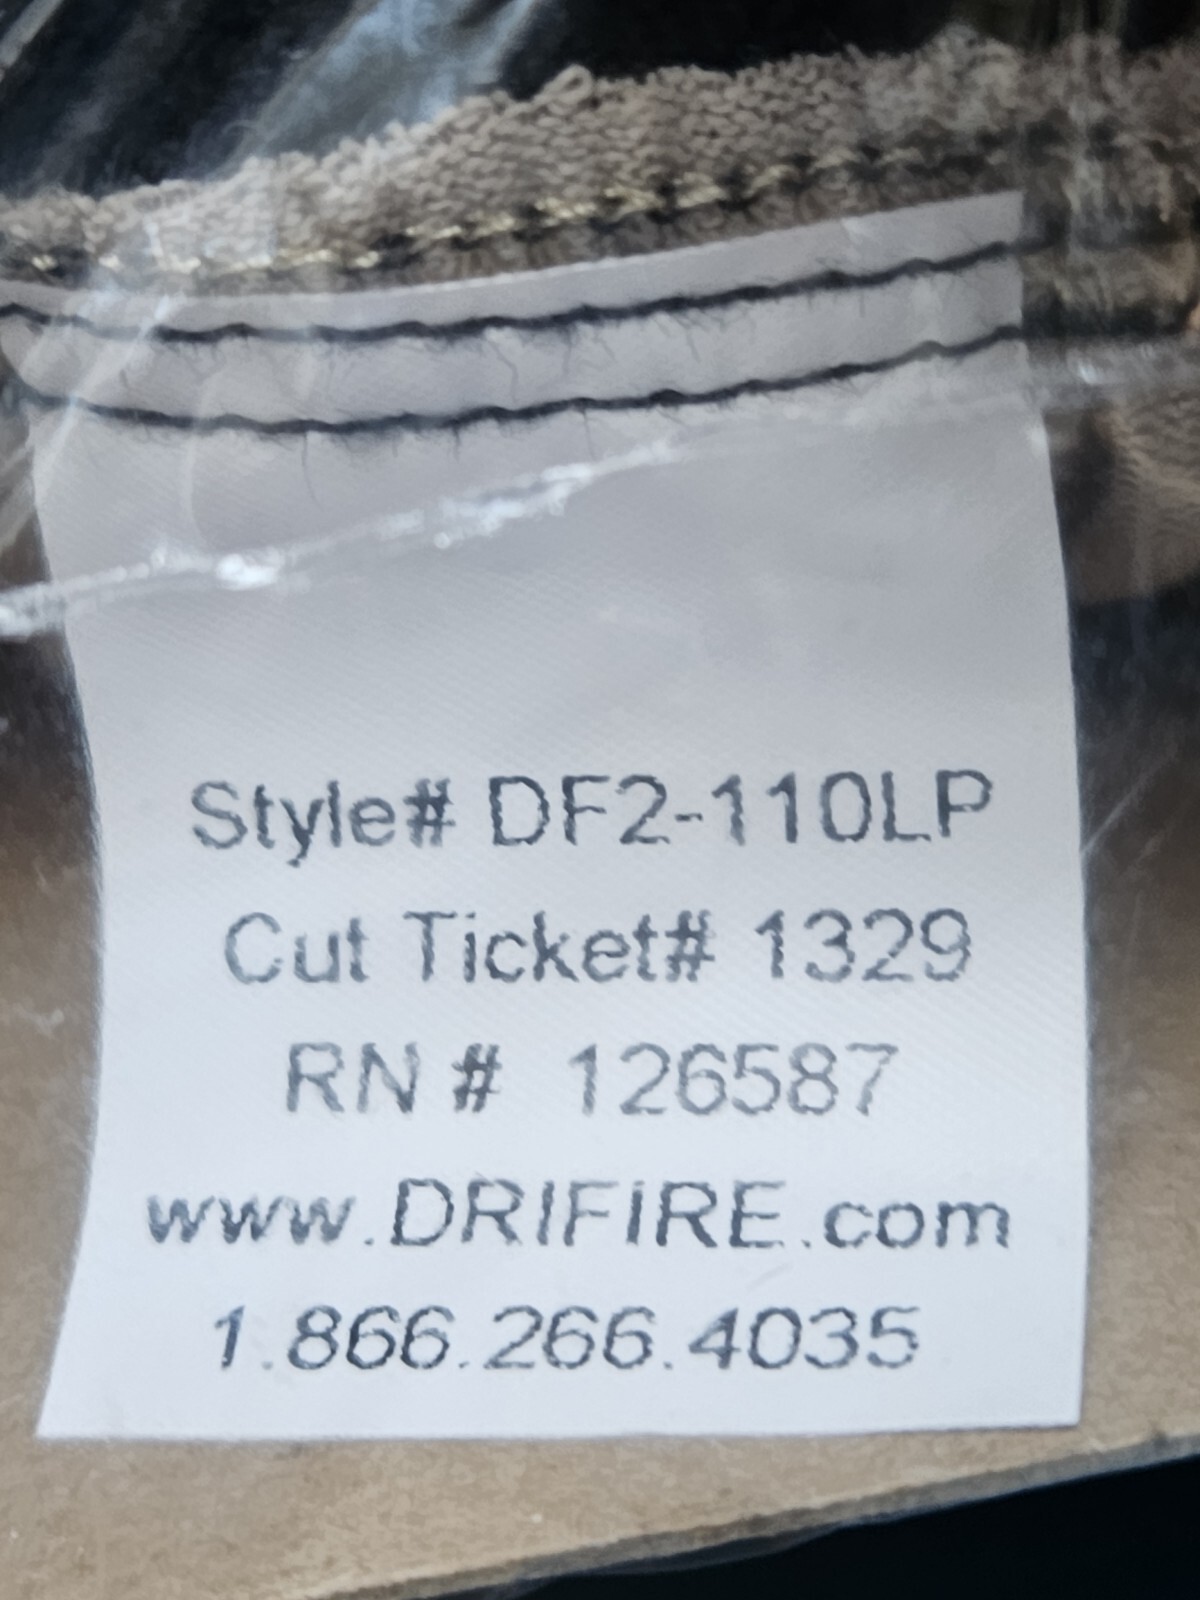 Style# DF2-110LP
Cut Ticket# 1329
RN # 126587
www.DRIFIRE.com
1.866.266.4035